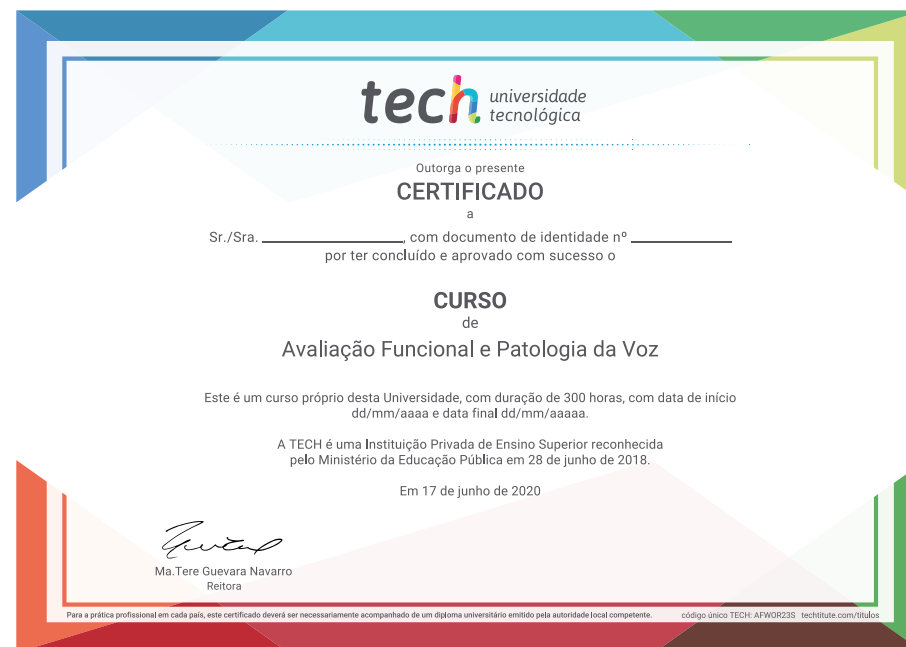 tech universidade
tecnológica
Outorga o presente
CERTIFICADO
a
Sr./Sra. ____________, com documento de identidade nº ____________
por ter concluído e aprovado com sucesso o
CURSO
de
Avaliação Funcional e Patologia da Voz
Este é um curso próprio desta Universidade, com duração de 300 horas, com data de início
dd/mm/aaaa e data final dd/mm/aaaaa.
A TECH é uma Instituição Privada de Ensino Superior reconhecida
pelo Ministério da Educação Pública em 28 de junho de 2018.
Em 17 de junho de 2020
Ma.Tere Guevara Navarro
Reitora
Para a prática profissional em cada país, este certificado deverá ser necessariamente acompanhado de um diploma universitário emitido pela autoridade local competente. código único TECH: AFWOR23S techtitute.com/titulos